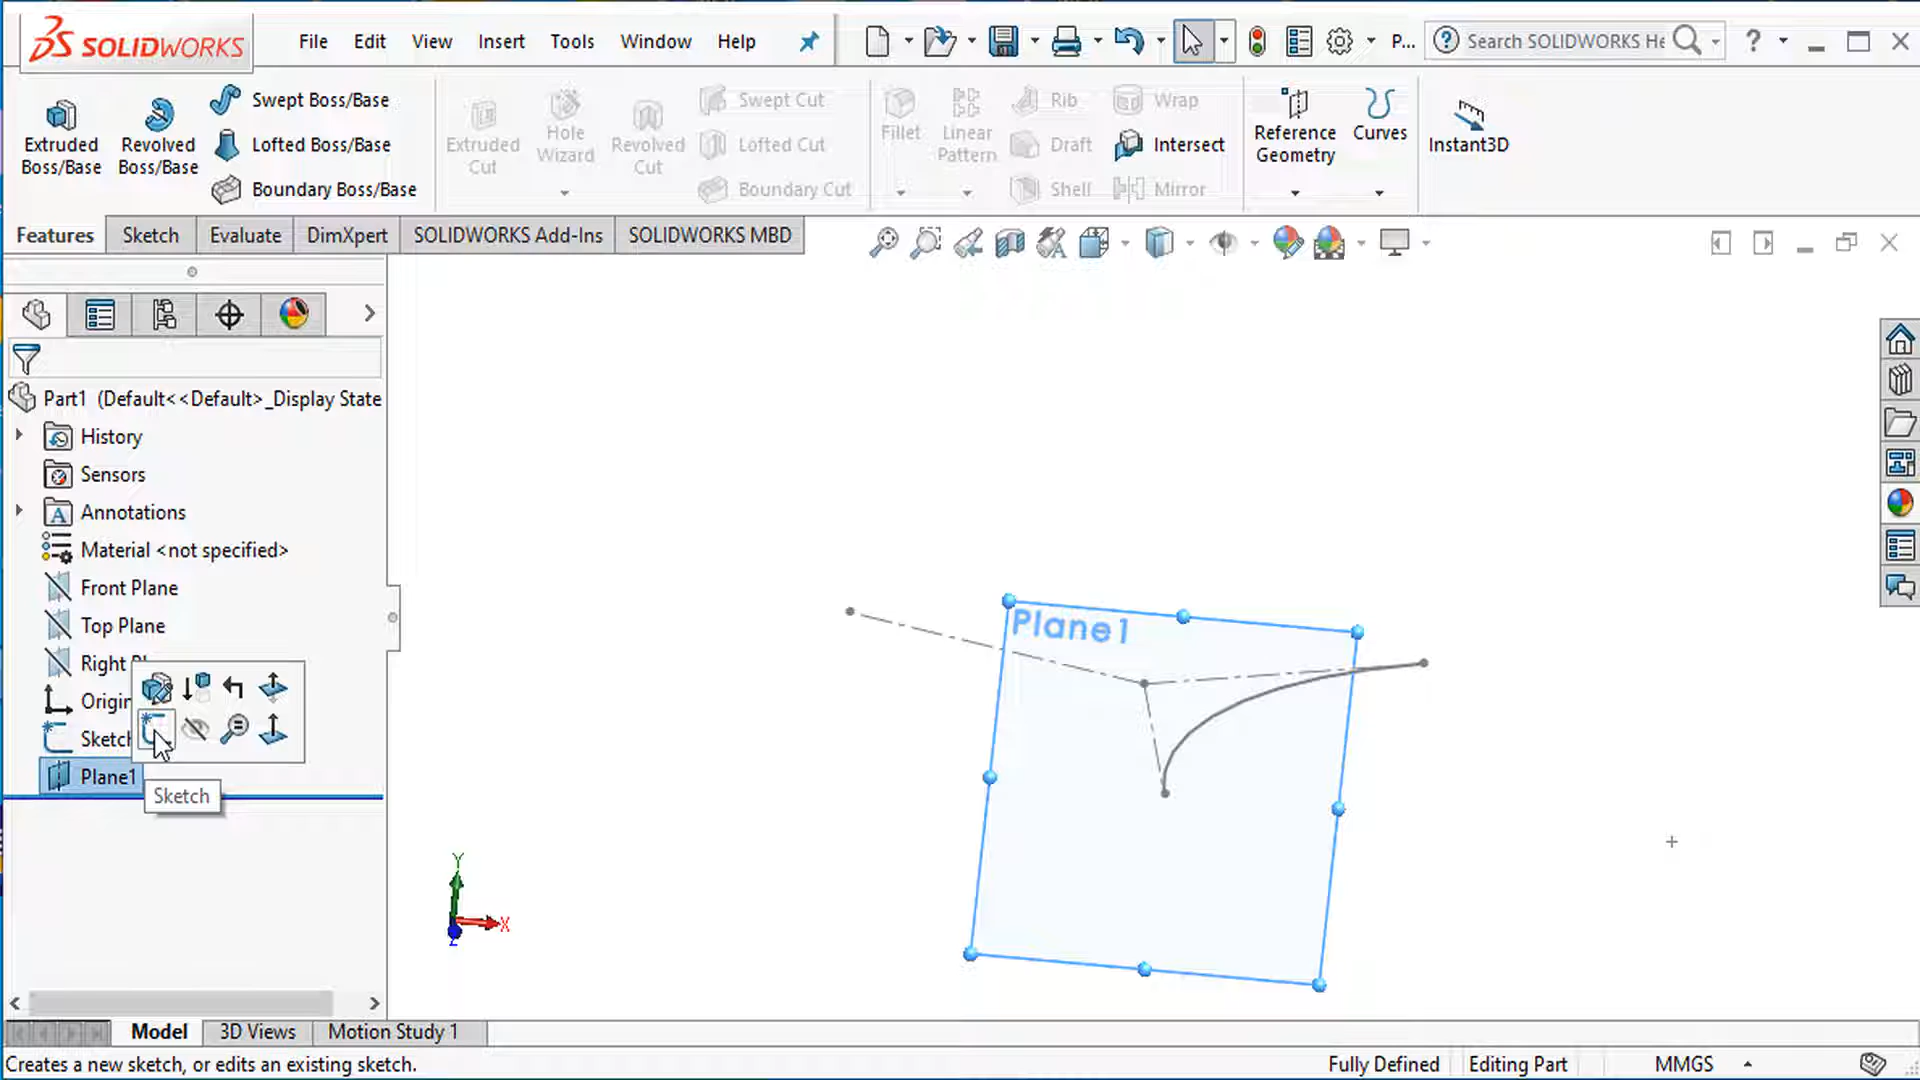 SOLIDWORKS
File Edit View Insert Tools Window Help
P...
Search SOLIDWORKS He
Extruded Boss/Base
Revolved Boss/Base
Swept Boss/Base
Lofted Boss/Base
Boundary Boss/Base
Extruded Cut
Hole Wizard
Revolved Cut
Swept Cut
Lofted Cut
Boundary Cut
Fillet
Linear Pattern
Rib
Draft
Shell
Wrap
Intersect
Mirror
Reference Geometry
Curves
Instant3D
Features Sketch Evaluate DimXpert SOLIDWORKS Add-Ins SOLIDWORKS MBD
Part1 (Default<<Default>_Display State
History
Sensors
A Annotations
Material <not specified>
Front Plane
Top Plane
Right Pl
Origin
Sketch
Plane1
Sketch
Plane1
Y
X
Z
Model 3D Views Motion Study 1
Creates a new sketch, or edits an existing sketch.
Fully Defined Editing Part MMGS